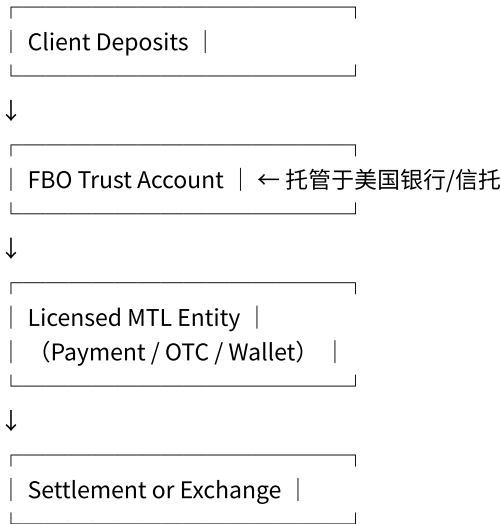 ┌──────────────────────┐
│ Client Deposits │
└──────────────────────┘
↓
┌──────────────────────┐
│ FBO Trust Account │ ← 托管于美国银行/信托
└──────────────────────┘
↓
┌──────────────────────┐
│ Licensed MTL Entity │
│ （Payment / OTC / Wallet） │
└──────────────────────┘
↓
┌──────────────────────┐
│ Settlement or Exchange │
└──────────────────────┘